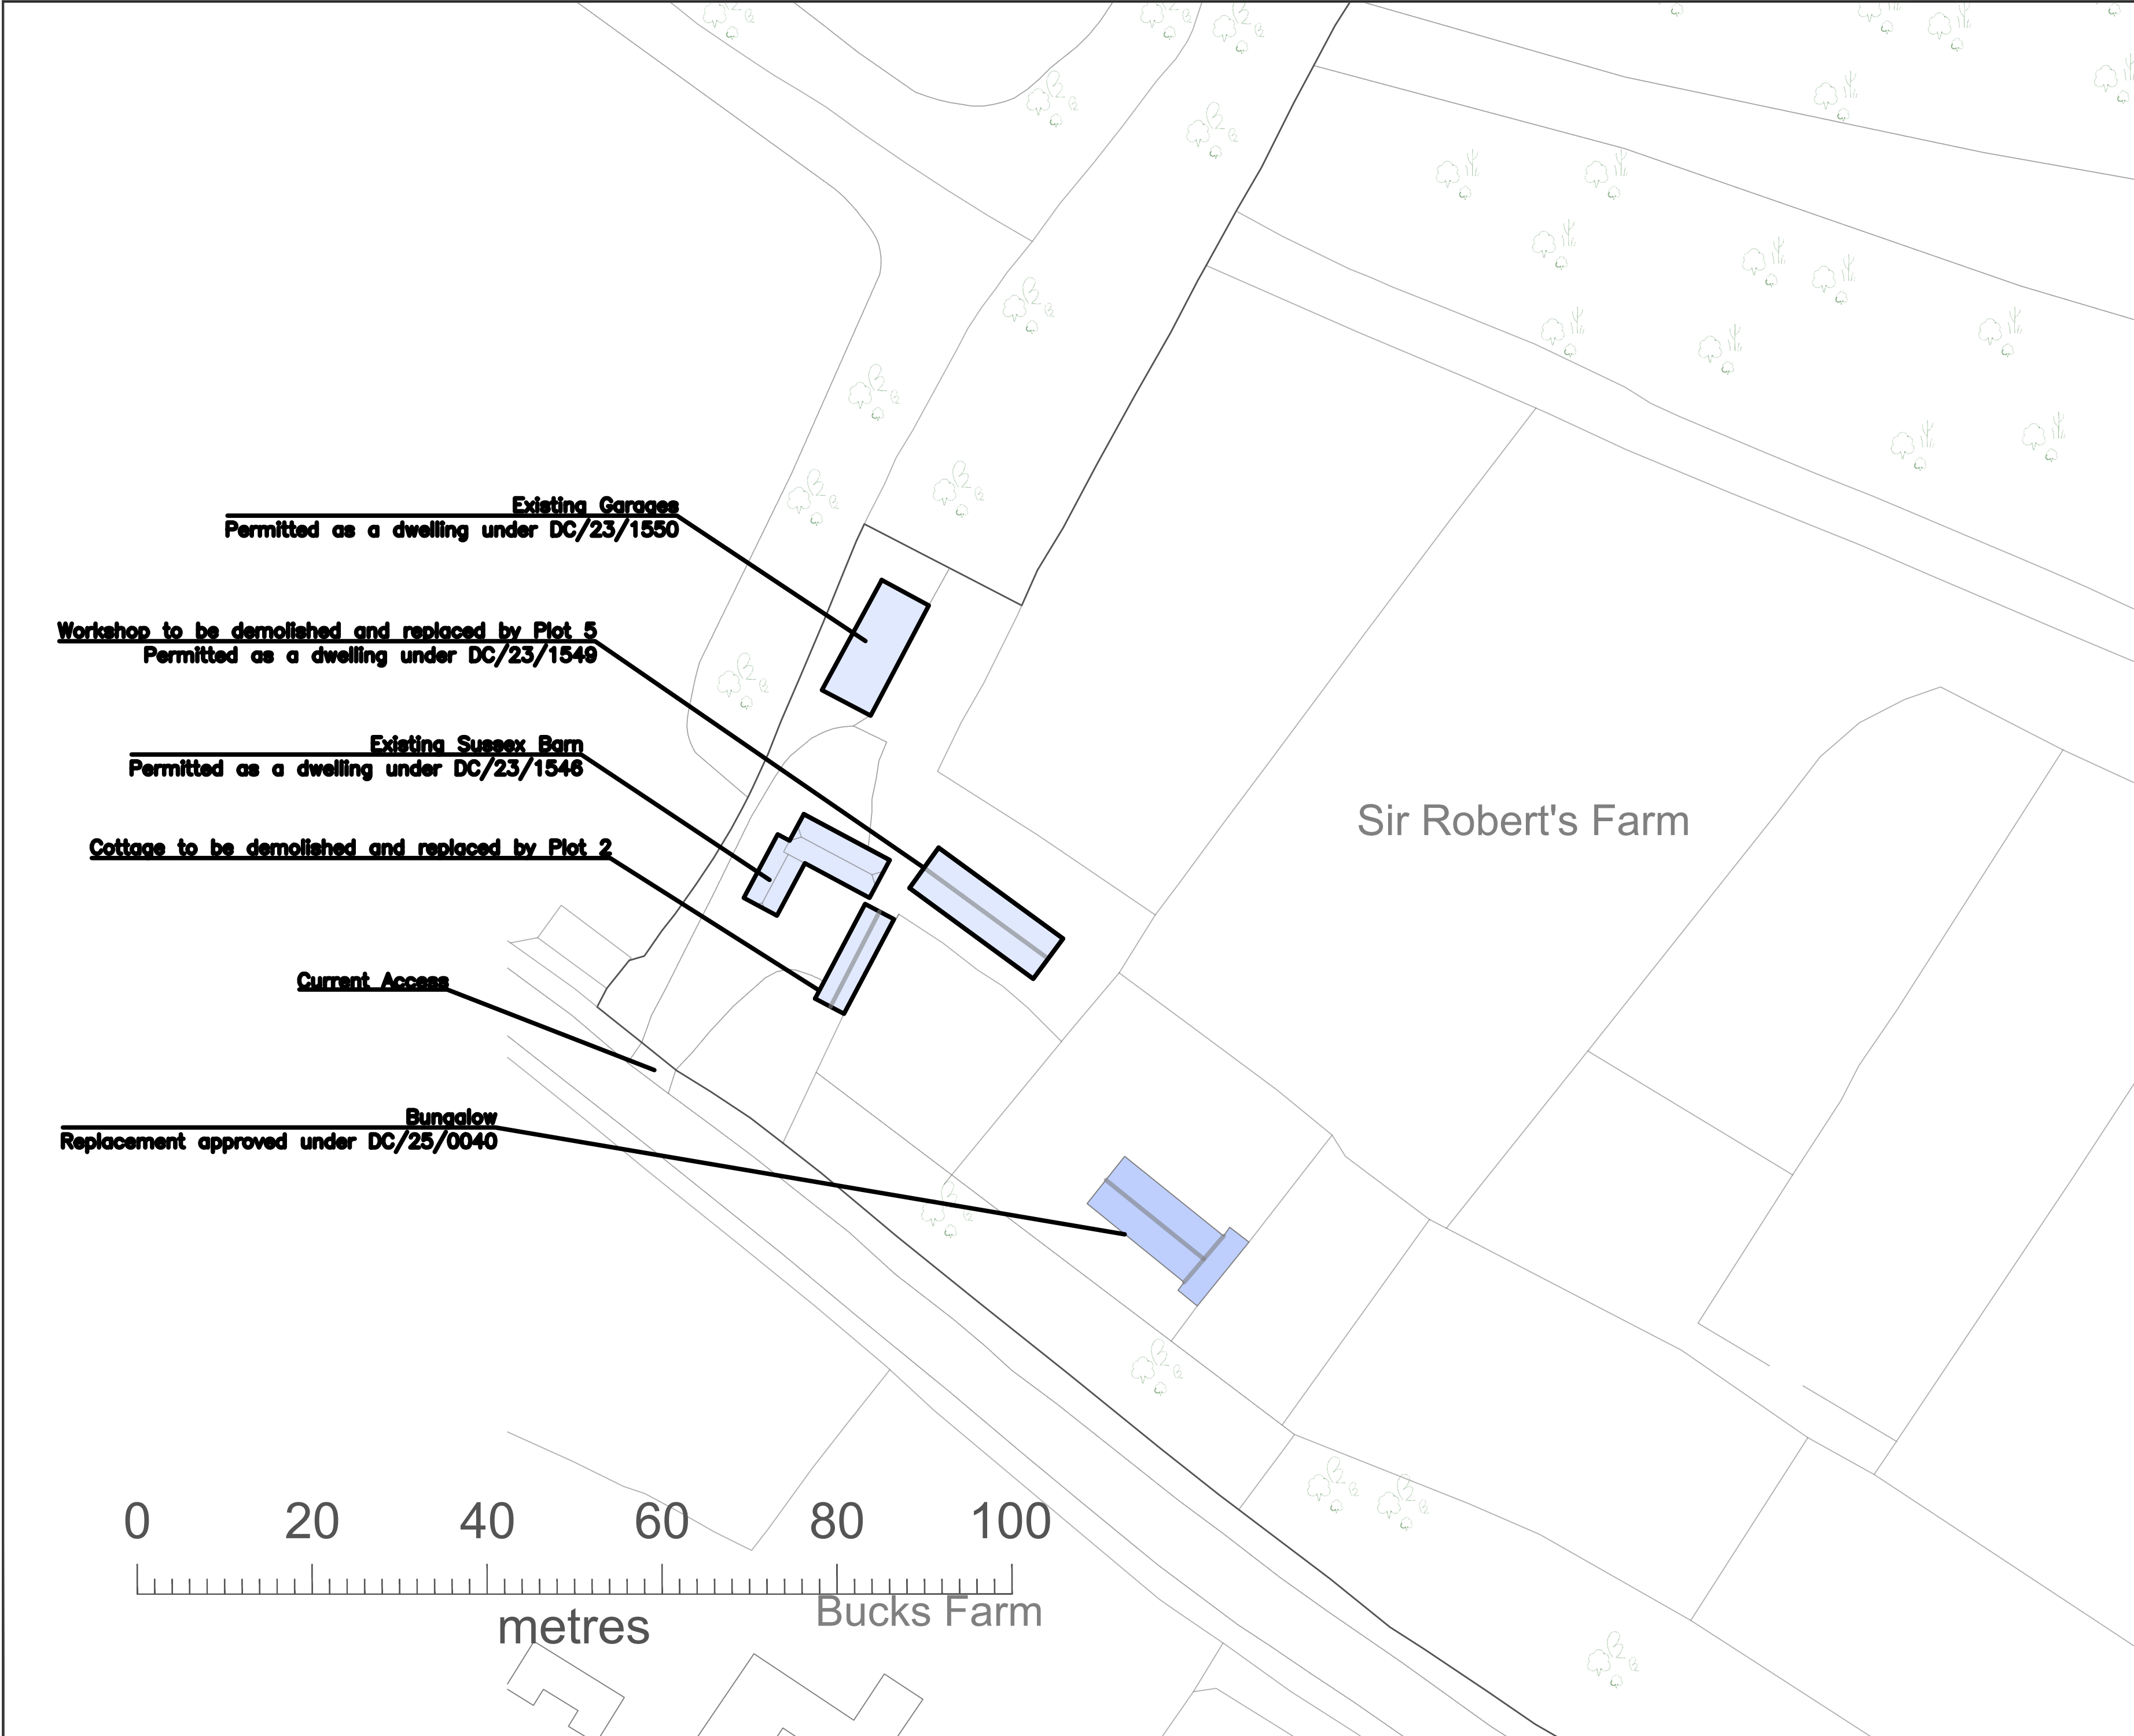 Existing Garages
Permitted as a dwelling under DC/23/1550
Workshop to be demolished and replaced by Plot 5
Permitted as a dwelling under DC/23/1549
Existing Sussex Barn
Permitted as a dwelling under DC/23/1546
Sir Robert's Farm
Cottage to be demolished and replaced by Plot 2
Current Access
Bungalow
Replacement approved under DC/25/0040
0 20 40 60 80 100
metres
Bucks Farm